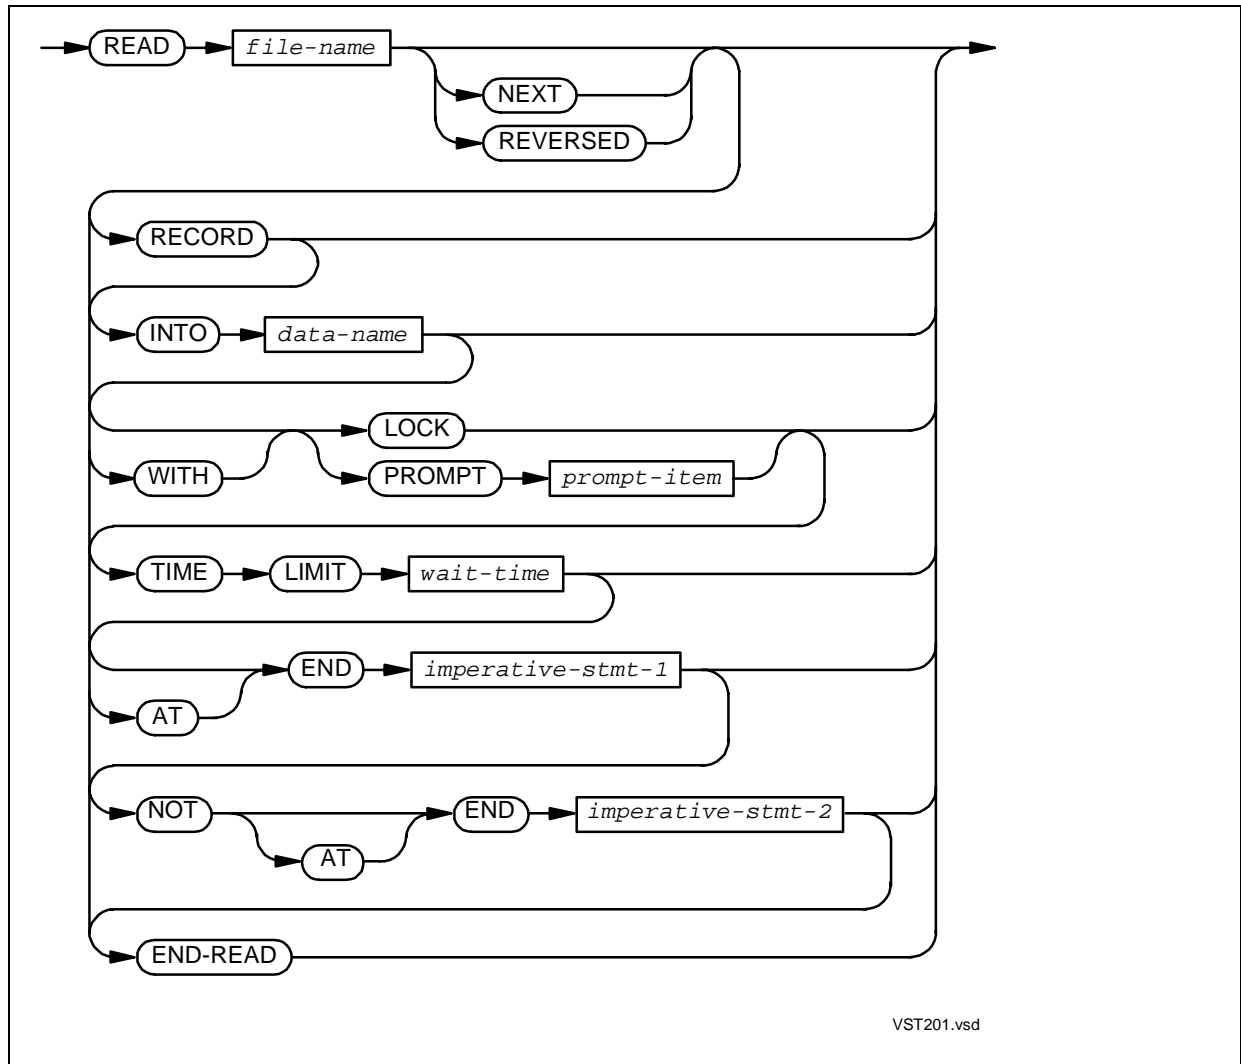 READ file-name
NEXT
REVERSED
RECORD
INTO data-name
LOCK
WITH PROMPT prompt-item
TIME LIMIT wait-time
END imperative-stmt-1
AT
NOT END imperative-stmt-2
AT
END-READ
VST201.vsd